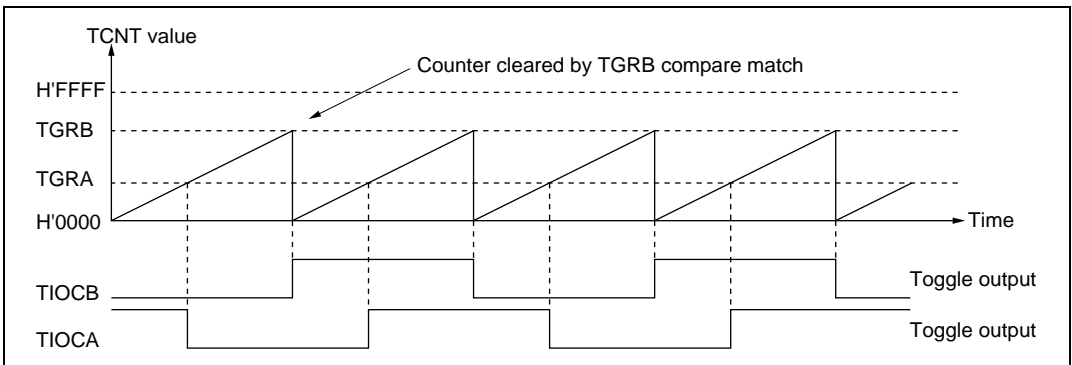 TCNT value
Counter cleared by TGRB compare match
H'FFFF
TGRB
TGRA
H'0000
Time
TIOCB
Toggle output
TIOCA
Toggle output